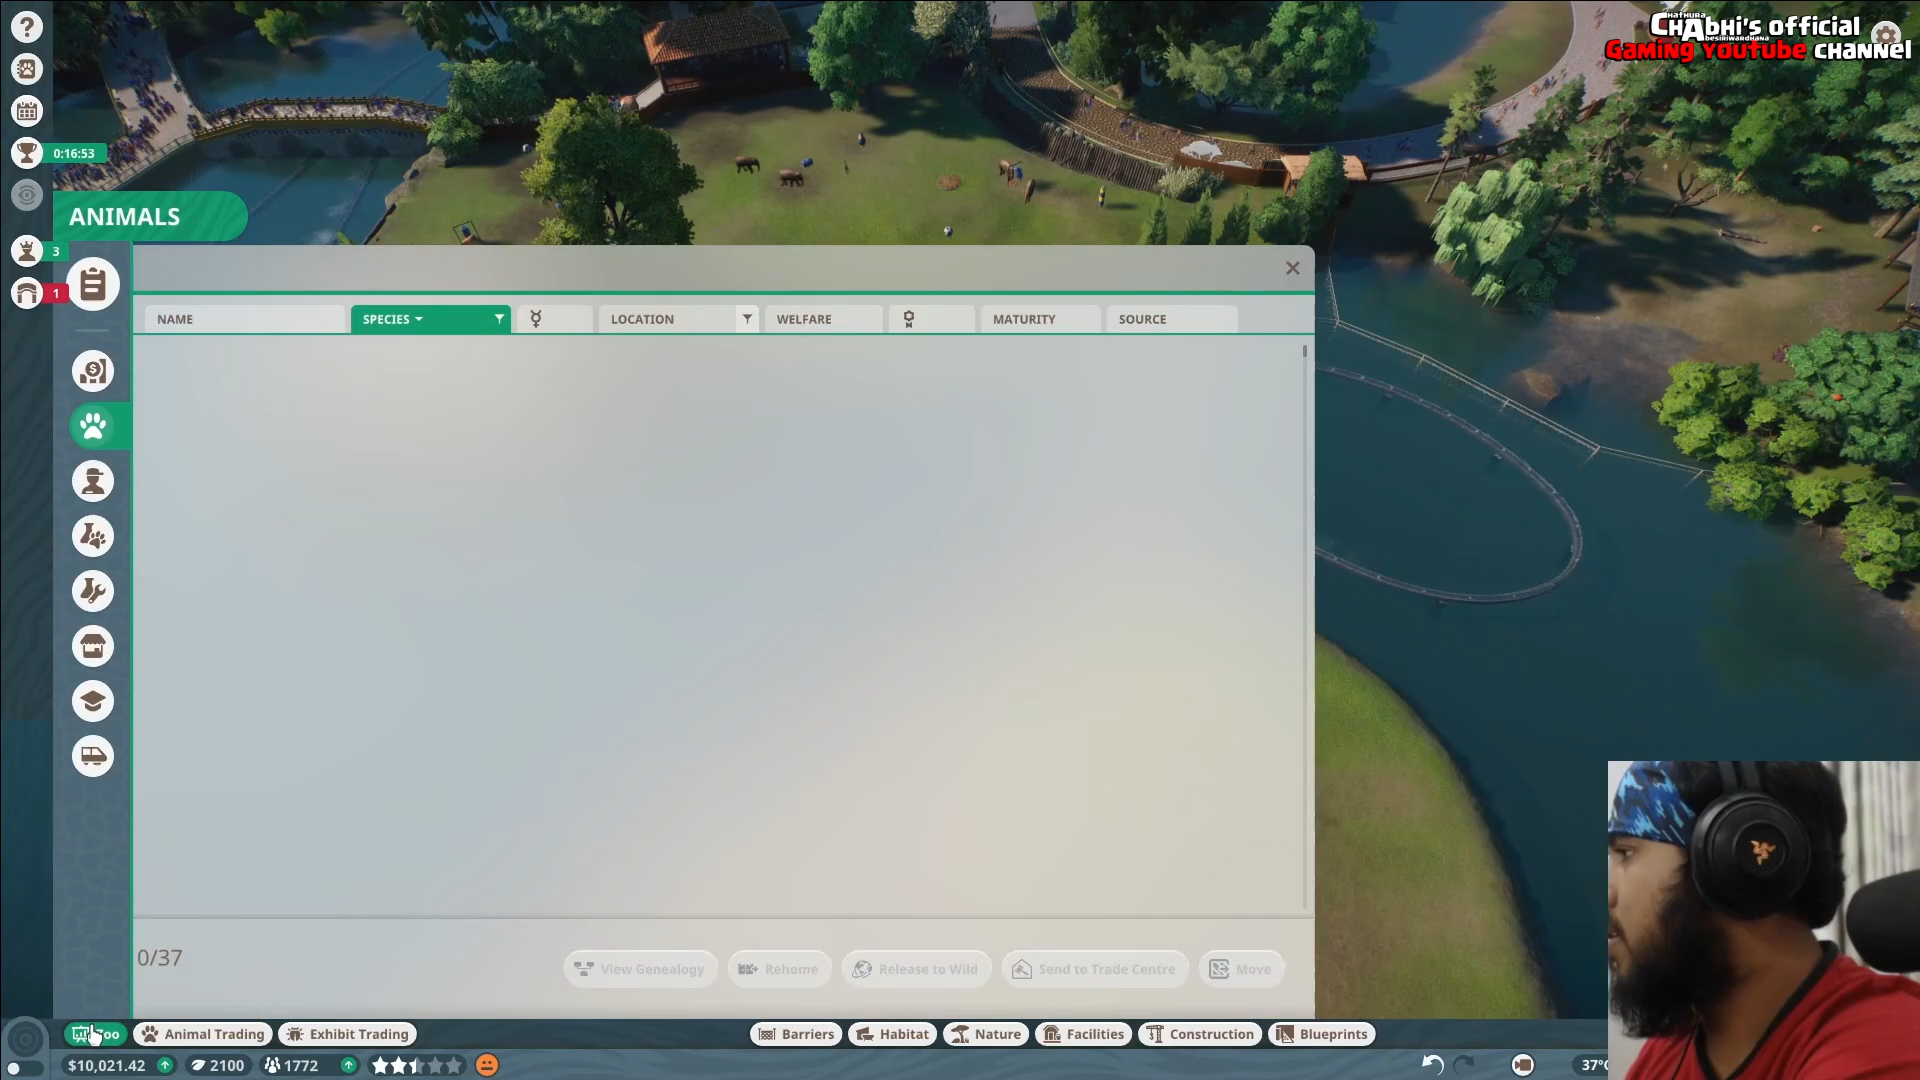 CHATHURA
CHAbhi's official
besiriwardhana
Gaming YouTube channel
0:16:53
ANIMALS
3
1
NAME
SPECIES
LOCATION
WELFARE
MATURITY
SOURCE
0/37
View Genealogy
Rehome
Release to Wild
Send to Trade Centre
Move
Zoo
Animal Trading
Exhibit Trading
Barriers
Habitat
Nature
Facilities
Construction
Blueprints
$10,021.42
2100
1772